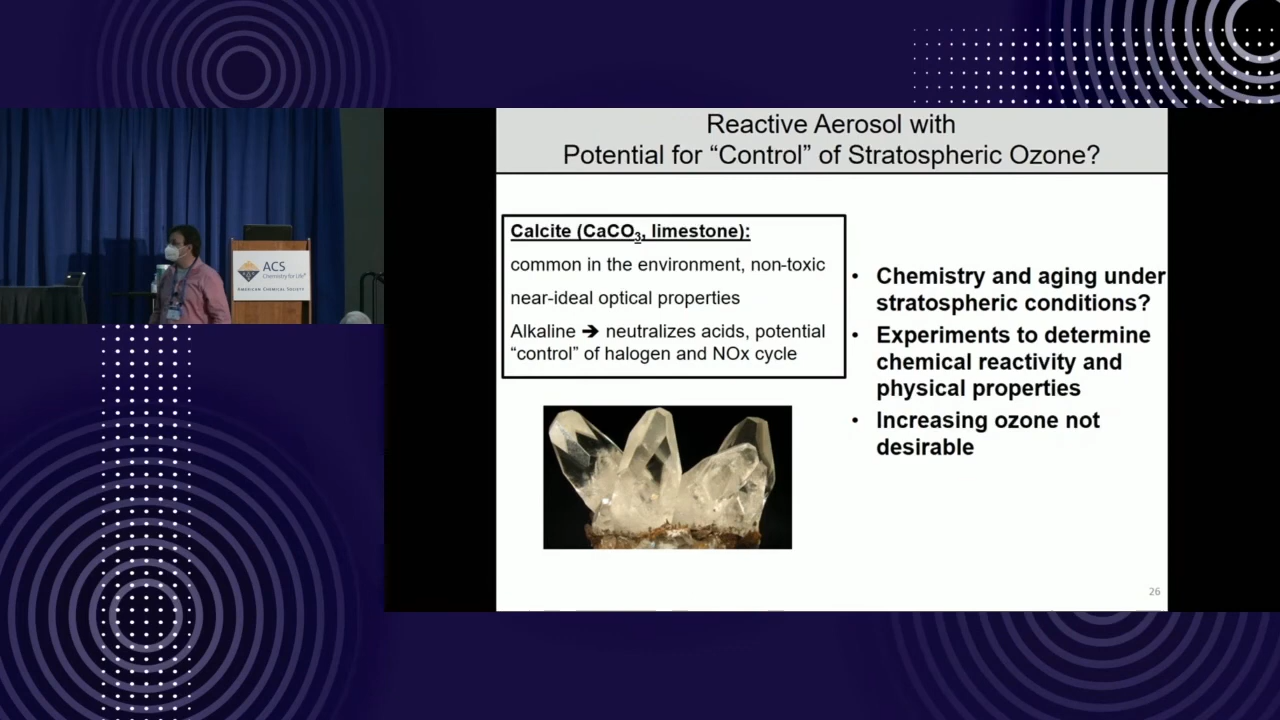 Reactive Aerosol with
Potential for “Control” of Stratospheric Ozone?
Calcite (CaCO₃, limestone):
common in the environment, non-toxic
near-ideal optical properties
Alkaline ➔ neutralizes acids, potential
“control” of halogen and NOx cycle
• Chemistry and aging under
stratospheric conditions?
• Experiments to determine
chemical reactivity and
physical properties
• Increasing ozone not
desirable
26
ACS
Chemistry for Life®
AMERICAN CHEMICAL SOCIETY